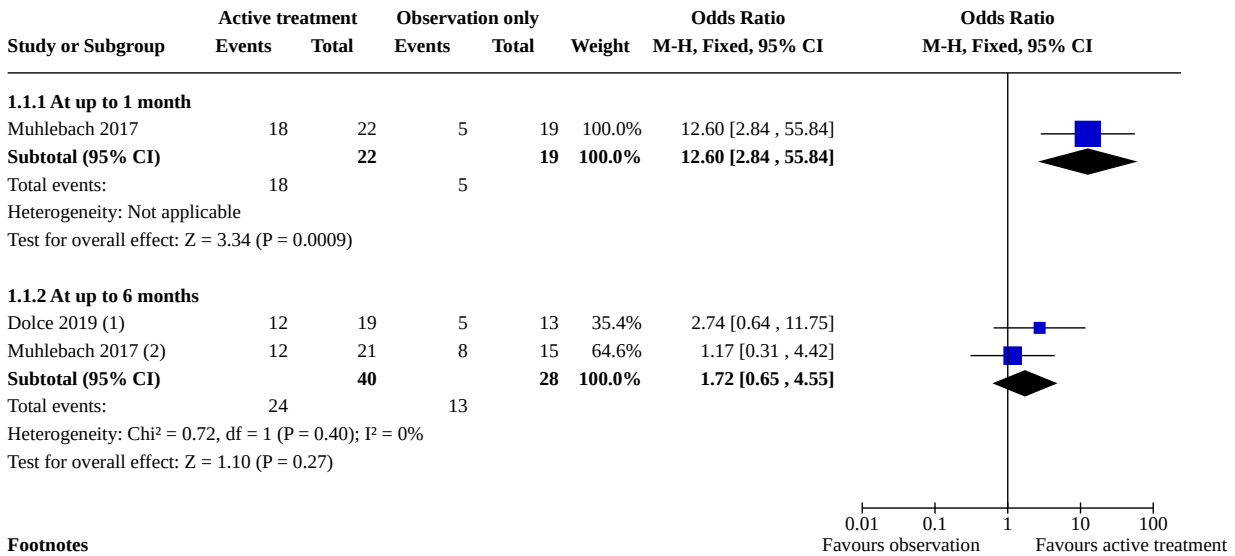 Active treatment Observation only Odds Ratio Odds Ratio
Study or Subgroup Events Total Events Total Weight M-H, Fixed, 95% CI M-H, Fixed, 95% CI
1.1.1 At up to 1 month
Muhlebach 2017 18 22 5 19 100.0% 12.60 [2.84 , 55.84]
Subtotal (95% CI) 22 19 100.0% 12.60 [2.84 , 55.84]
Total events: 18 5
Heterogeneity: Not applicable
Test for overall effect: Z = 3.34 (P = 0.0009)
1.1.2 At up to 6 months
Dolce 2019 (1) 12 19 5 13 35.4% 2.74 [0.64 , 11.75]
Muhlebach 2017 (2) 12 21 8 15 64.6% 1.17 [0.31 , 4.42]
Subtotal (95% CI) 40 28 100.0% 1.72 [0.65 , 4.55]
Total events: 24 13
Heterogeneity: Chi² = 0.72, df = 1 (P = 0.40); I² = 0%
Test for overall effect: Z = 1.10 (P = 0.27)
0.01 0.1 1 10 100
Footnotes Favours observation Favours active treatment